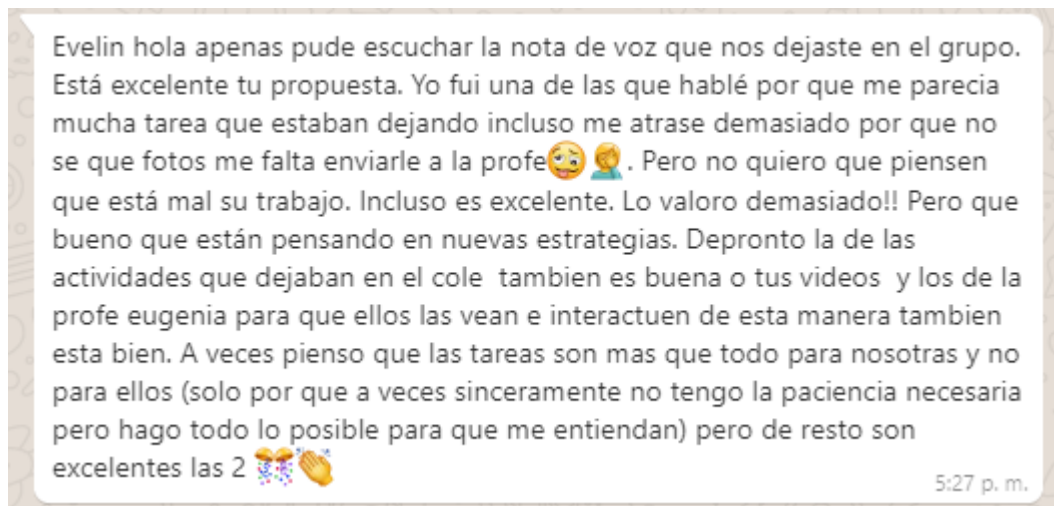 Evelin hola apenas pude escuchar la nota de voz que nos dejaste en el grupo.
Está excelente tu propuesta. Yo fui una de las que hablé por que me parecia
mucha tarea que estaban dejando incluso me atrase demasiado por que no
se que fotos me falta enviarle a la profe🥴🤦‍♀️. Pero no quiero que piensen
que está mal su trabajo. Incluso es excelente. Lo valoro demasiado!! Pero que
bueno que están pensando en nuevas estrategias. Depronto la de las
actividades que dejaban en el cole  tambien es buena o tus videos  y los de la
profe eugenia para que ellos las vean e interactuen de esta manera tambien
esta bien. A veces pienso que las tareas son mas que todo para nosotras y no
para ellos (solo por que a veces sinceramente no tengo la paciencia necesaria
pero hago todo lo posible para que me entiendan) pero de resto son
excelentes las 2 🎊👏
5:27 p. m.